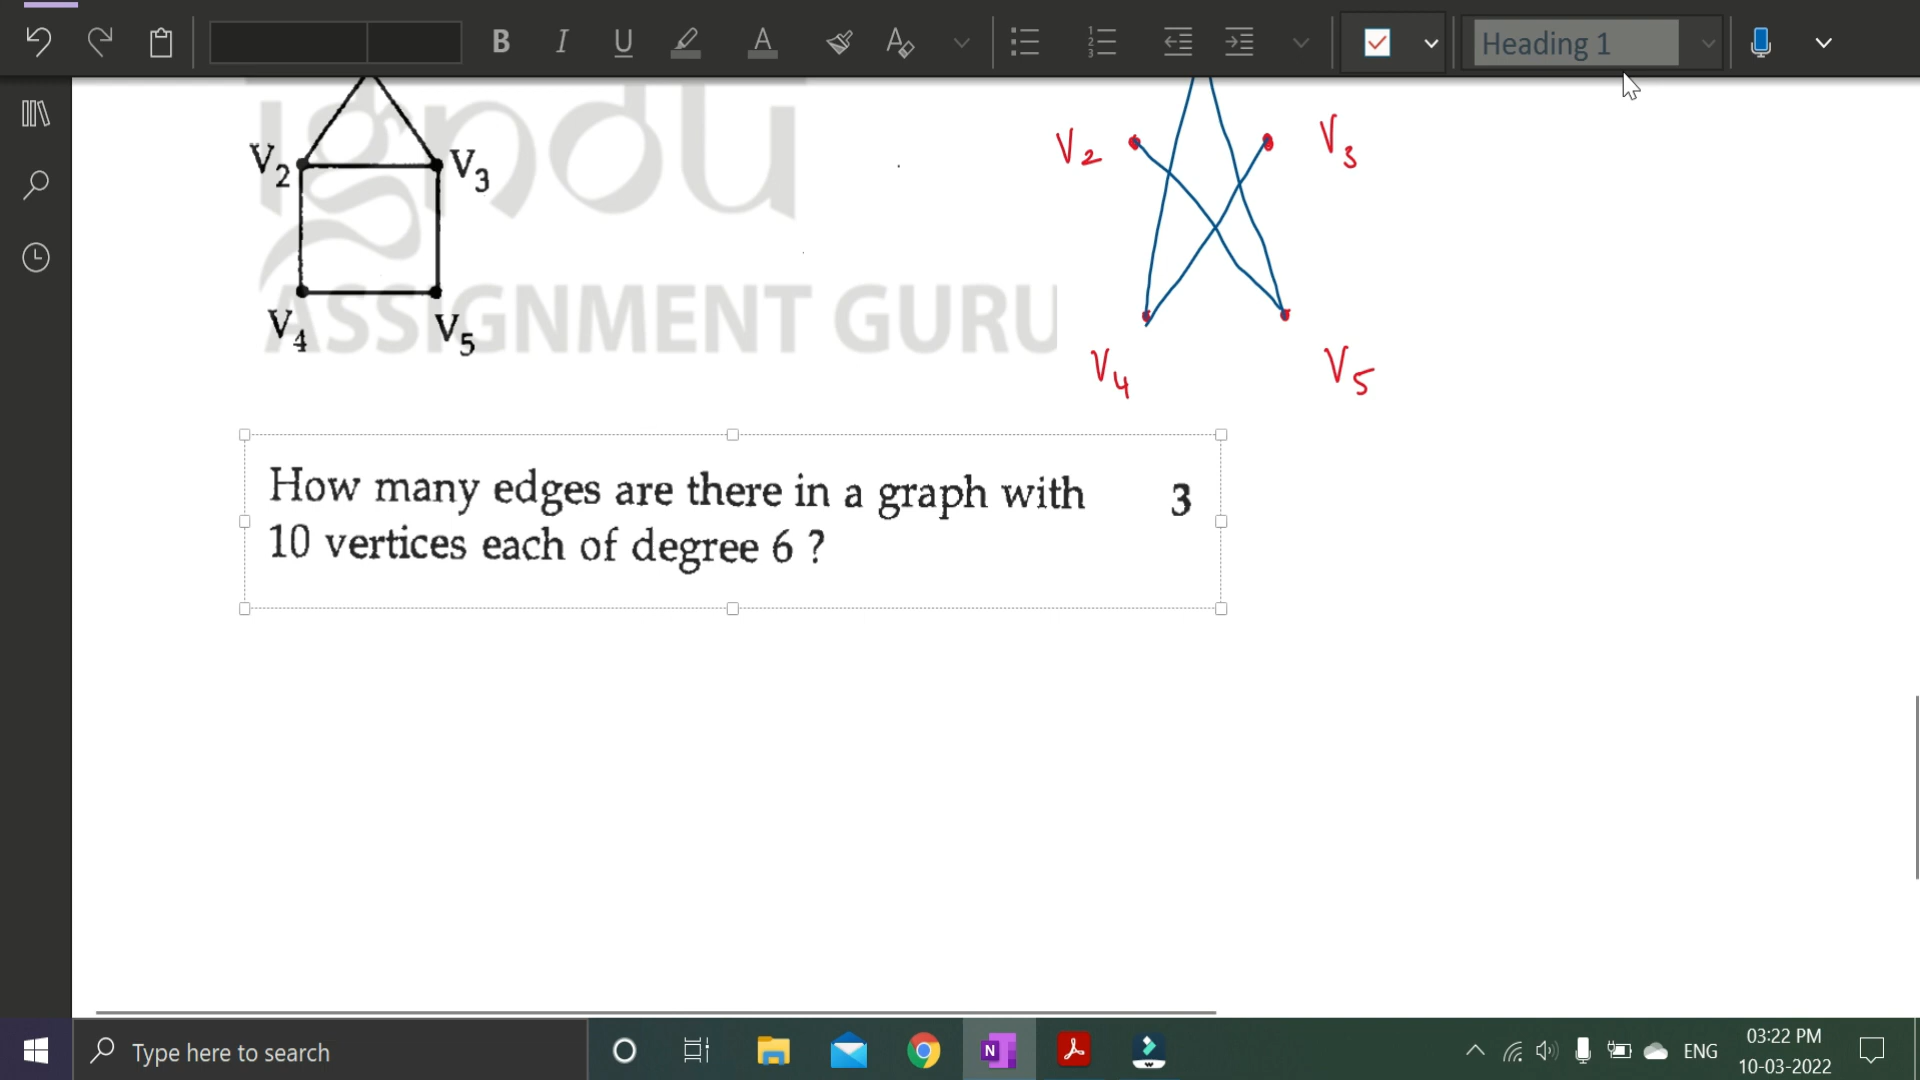 B I U A A Heading 1
ignou
V2 V3 V2 V3
ASSIGNMENT GURU
V4 V5 V4 V5
How many edges are there in a graph with 3
10 vertices each of degree 6 ?
Type here to search
N
ENG
03:22 PM
10-03-2022